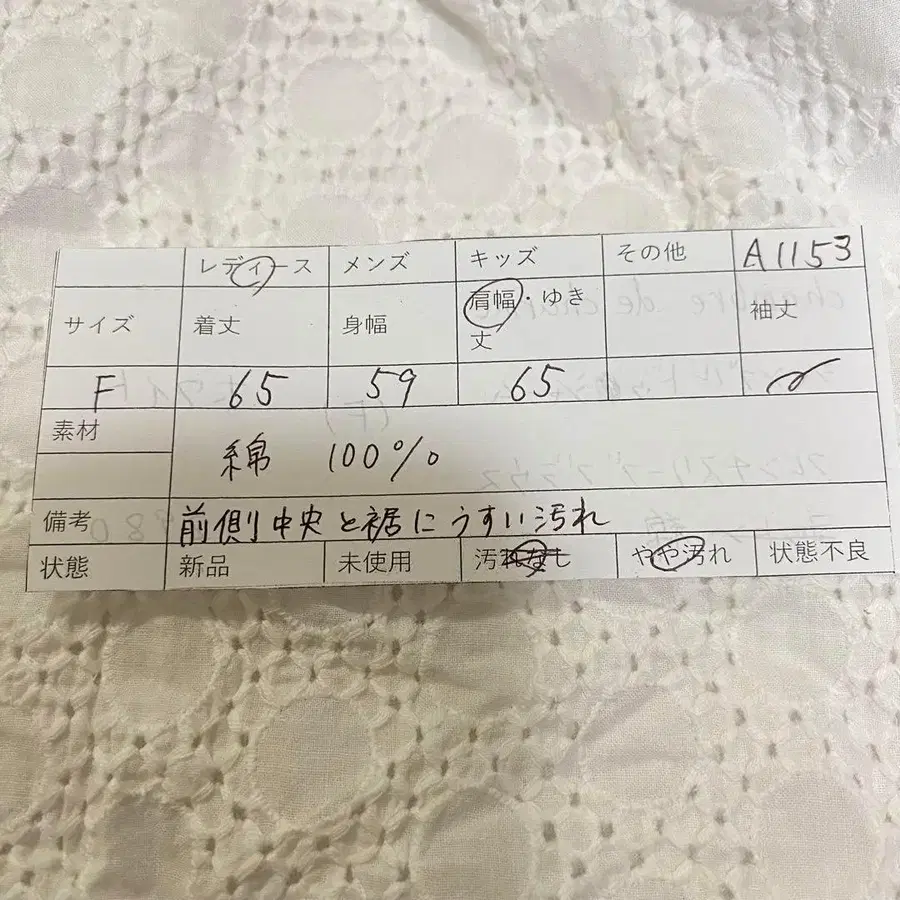 レディース メンズ キッズ その他 A1153
サイズ 着丈 身幅 肩幅・ゆき丈 袖丈
F 65 59 65
素材 綿 100%
備考 前側中央と裾にうすい汚れ
状態 新品 未使用 汚れなし やや汚れ 状態不良